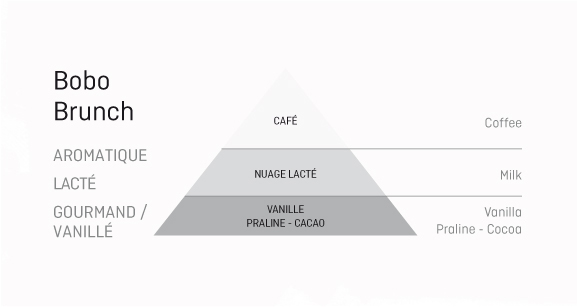 Bobo
Brunch
AROMATIQUE
LACTÉ
GOURMAND /
VANILLÉ
CAFÉ
NUAGE LACTÉ
VANILLE
PRALINE - CACAO
Coffee
Milk
Vanilla
Praline - Cocoa